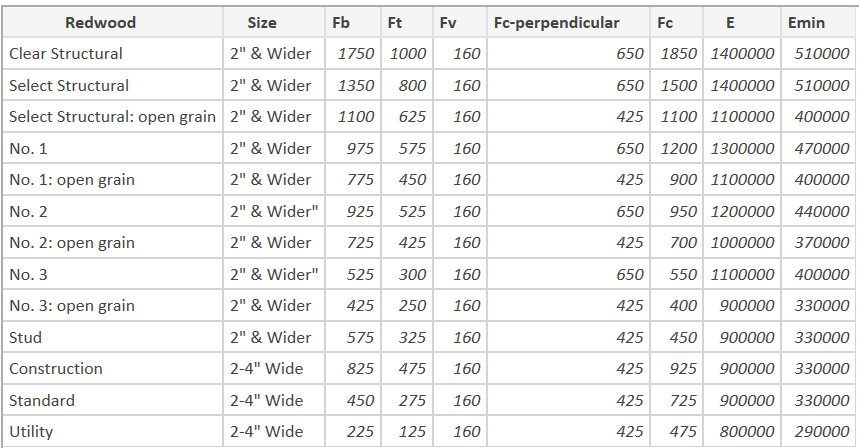 Redwood Size Fb Ft Fv Fc-perpendicular Fc E Emin
Clear Structural 2" & Wider 1750 1000 160 650 1850 1400000 510000
Select Structural 2" & Wider 1350 800 160 650 1500 1400000 510000
Select Structural: open grain 2" & Wider 1100 625 160 425 1100 1100000 400000
No. 1 2" & Wider 975 575 160 650 1200 1300000 470000
No. 1: open grain 2" & Wider 775 450 160 425 900 1100000 400000
No. 2 2" & Wider" 925 525 160 650 950 1200000 440000
No. 2: open grain 2" & Wider 725 425 160 425 700 1000000 370000
No. 3 2" & Wider" 525 300 160 650 550 1100000 400000
No. 3: open grain 2" & Wider 425 250 160 425 400 900000 330000
Stud 2" & Wider 575 325 160 425 450 900000 330000
Construction 2-4" Wide 825 475 160 425 925 900000 330000
Standard 2-4" Wide 450 275 160 425 725 900000 330000
Utility 2-4" Wide 225 125 160 425 475 800000 290000